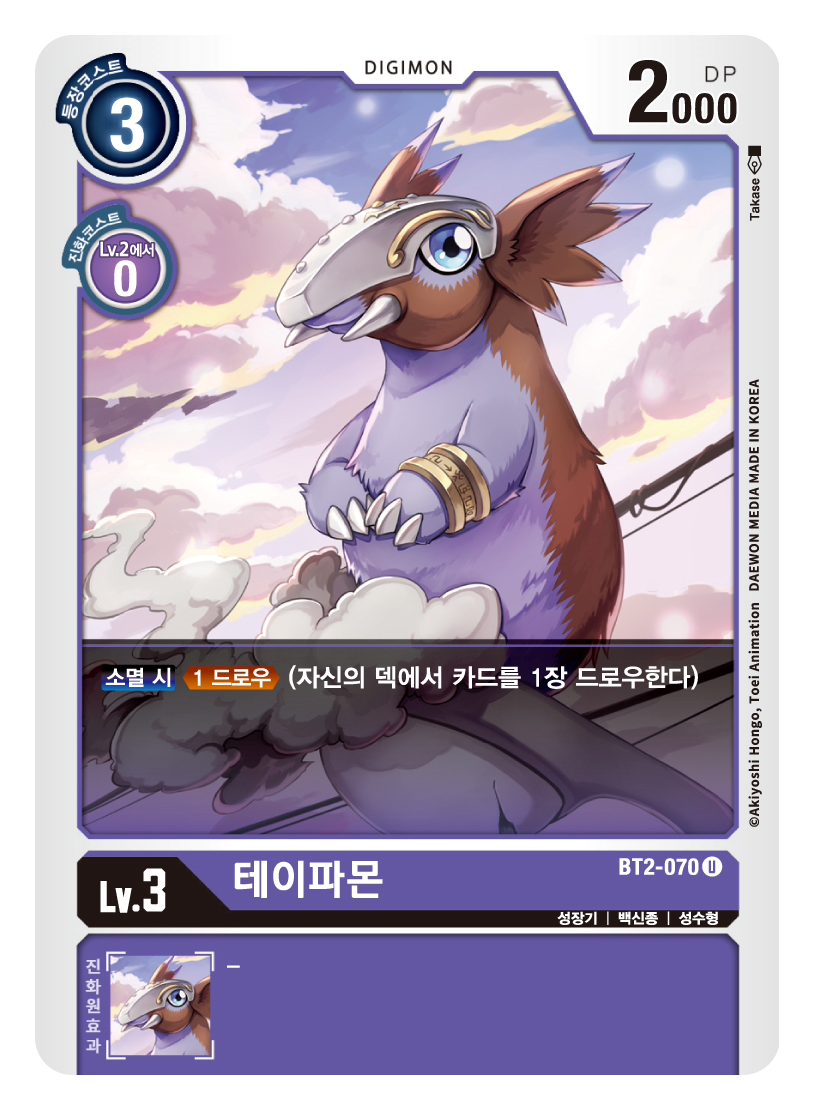 DIGIMON
등장코스트
3
2000
DP
진화코스트
Lv.2에서
0
Takase
소멸 시 1 드로우 (자신의 덱에서 카드를 1장 드로우한다)
©Akiyoshi Hongo, Toei Animation DAEWON MEDIA MADE IN KOREA
Lv.3
테이파몬
BT2-070 U
성장기 | 백신종 | 성수형
진화원효과
–